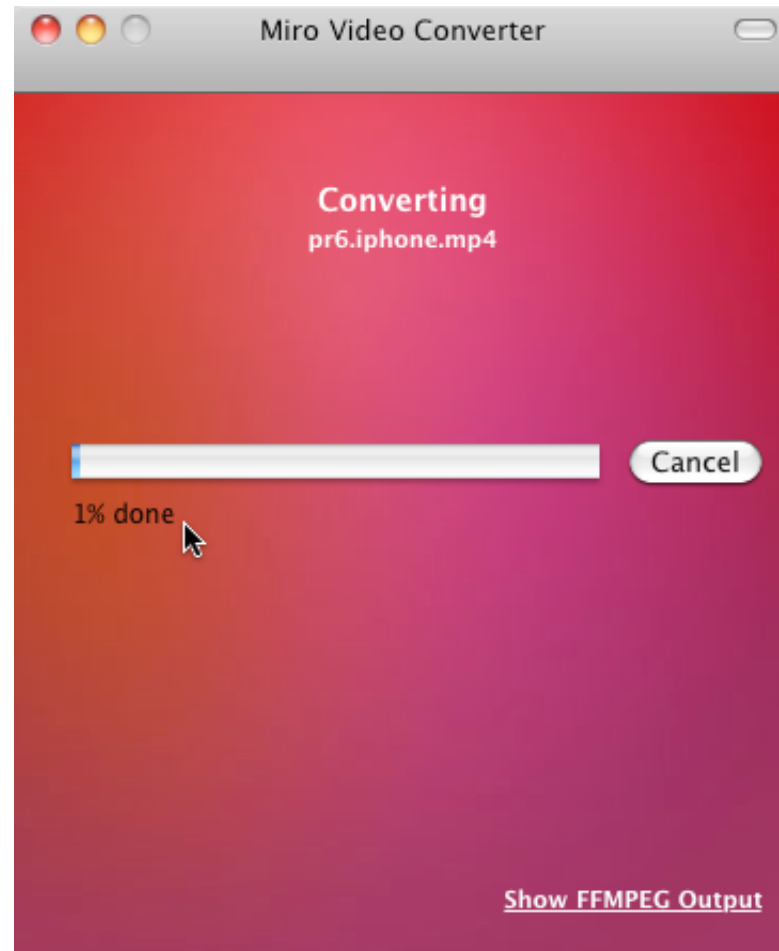 Miro Video Converter
Converting
pr6.iphone.mp4
Cancel
1% done
Show FFMPEG Output